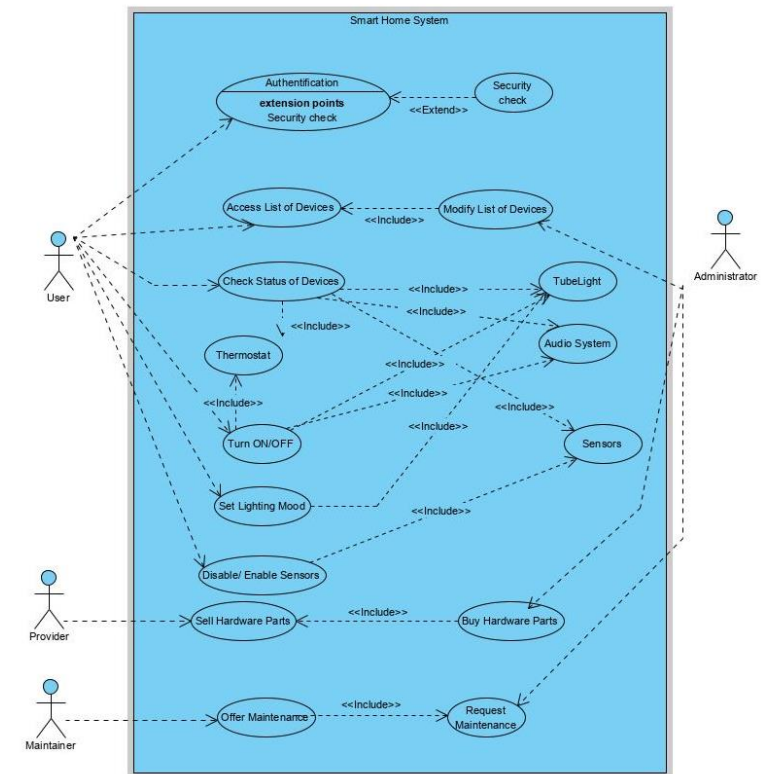 Smart Home System
Authentification
extension points
Security check
Security
check
<<Extend>>
Access List of Devices
Modify List of Devices
<<Include>>
User
Administrator
Check Status of Devices
<<Include>>
TubeLight
<<Include>>
<<Include>>
Audio System
Thermostat
<<Include>>
<<Include>>
<<Include>>
<<Include>>
<<Include>>
Turn ON/OFF
Sensors
Set Lighting Mood
<<Include>>
Disable/ Enable Sensors
Provider
Sell Hardware Parts
<<Include>>
Buy Hardware Parts
Maintainer
Offer Maintenance
<<Include>>
Request
Maintenance